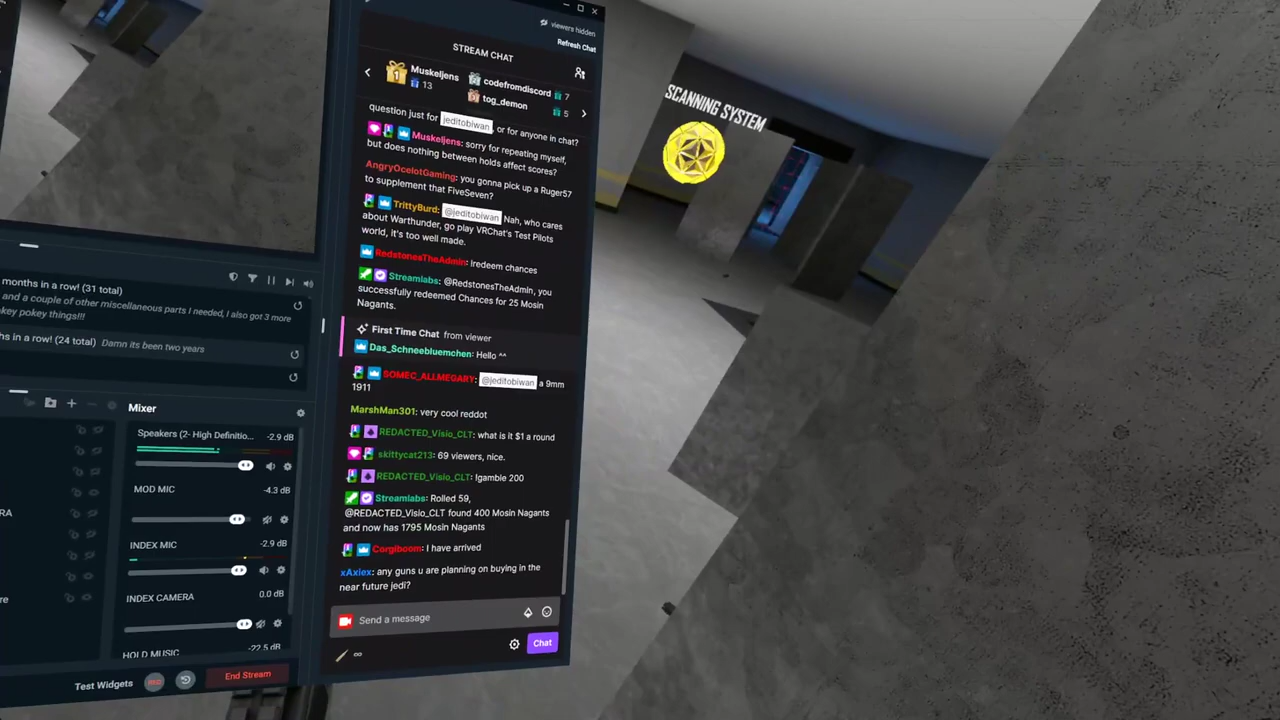 viewers hidden
Refresh Chat
STREAM CHAT
Muskeljens
13
codefromdiscord 7
tog_demon 5
question just for jeditobiwan, or for anyone in chat?
Muskeljens: sorry for repeating myself,
but does nothing between holds affect scores?
AngryOcelotGaming: you gonna pick up a Ruger57
to supplement that FiveSeven?
TrittyBurd: @jeditobiwan Nah, who cares
about Warthunder, go play VRChat's Test Pilots
world, it's too well made.
RedstonesTheAdmin: !redeem chances
Streamlabs: @RedstonesTheAdmin, you
successfully redeemed Chances for 25 Mosin
Nagants.
First Time Chat from viewer
Das_Schneebluemchen: Hello ^^
SOMEC_ALLMEGARY: @jeditobiwan a 9mm
1911
MarshMan301: very cool reddot
REDACTED_Visio_CLT: what is it $1 a round
skittycat213: 69 viewers, nice.
REDACTED_Visio_CLT: !gamble 200
Streamlabs: Rolled 59,
@REDACTED_Visio_CLT found 400 Mosin Nagants
and now has 1795 Mosin Nagants
Corgiboom: I have arrived
xAxiex: any guns u are planning on buying in the
near future jedi?
Send a message
Chat
SCANNING SYSTEM
months in a row! (31 total)
and a couple of other miscellaneous parts I needed, I also got 3 more
key pokey things!!!
hs in a row! (24 total) Damn its been two years
Mixer
Speakers (2- High Definitio... -2.9 dB
MOD MIC -4.3 dB
INDEX MIC -2.9 dB
INDEX CAMERA 0.0 dB
HOLD MUSIC -22.5 dB
Test Widgets
REC
End Stream